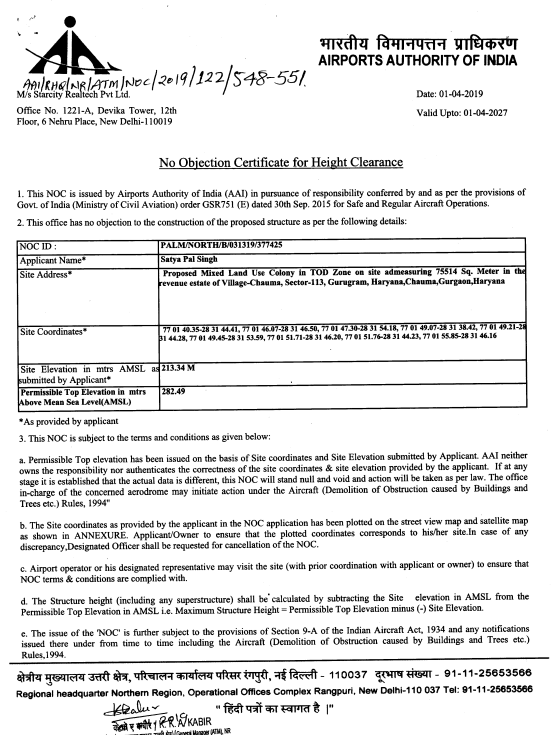 भारतीय विमानपत्तन प्राधिकरण
AIRPORTS AUTHORITY OF INDIA
AAI/RHQ/NR/ATM/NOC/2019/122/548-551
M/s Starcity Realtech Pvt Ltd.
Date: 01-04-2019
Office No. 1221-A, Devika Tower, 12th
Valid Upto: 01-04-2027
Floor, 6 Nehru Place, New Delhi-110019
No Objection Certificate for Height Clearance
1. This NOC is issued by Airports Authority of India (AAI) in pursuance of responsibility conferred by and as per the provisions of
Govt. of India (Ministry of Civil Aviation) order GSR751 (E) dated 30th Sep. 2015 for Safe and Regular Aircraft Operations.
2. This office has no objection to the construction of the proposed structure as per the following details:
NOC ID : PALM/NORTH/B/031319/377425
Applicant Name* Satya Pal Singh
Site Address* Proposed Mixed Land Use Colony in TOD Zone on site admeasuring 75514 Sq. Meter in the
revenue estate of Village-Chauma, Sector-113, Gurugram, Haryana,Chauma,Gurgaon,Haryana
Site Coordinates* 77 01 40.35-28 31 44.41, 77 01 46.07-28 31 46.50, 77 01 47.30-28 31 54.18, 77 01 49.07-28 31 38.42, 77 01 49.21-28
31 44.28, 77 01 49.45-28 31 53.59, 77 01 51.71-28 31 46.20, 77 01 51.76-28 31 44.23, 77 01 55.85-28 31 46.16
Site Elevation in mtrs AMSL as 213.34 M
submitted by Applicant*
Permissible Top Elevation in mtrs 282.49
Above Mean Sea Level(AMSL)
*As provided by applicant
3. This NOC is subject to the terms and conditions as given below:
a. Permissible Top elevation has been issued on the basis of Site coordinates and Site Elevation submitted by Applicant. AAI neither
owns the responsibility nor authenticates the correctness of the site coordinates & site elevation provided by the applicant. If at any
stage it is established that the actual data is different, this NOC will stand null and void and action will be taken as per law. The office
in-charge of the concerned aerodrome may initiate action under the Aircraft (Demolition of Obstruction caused by Buildings and
Trees etc.) Rules, 1994"
b. The Site coordinates as provided by the applicant in the NOC application has been plotted on the street view map and satellite map
as shown in ANNEXURE. Applicant/Owner to ensure that the plotted coordinates corresponds to his/her site.In case of any
discrepancy,Designated Officer shall be requested for cancellation of the NOC.
c. Airport operator or his designated representative may visit the site (with prior coordination with applicant or owner) to ensure that
NOC terms & conditions are complied with.
d. The Structure height (including any superstructure) shall be calculated by subtracting the Site elevation in AMSL from the
Permissible Top Elevation in AMSL i.e. Maximum Structure Height = Permissible Top Elevation minus (-) Site Elevation.
e. The issue of the 'NOC' is further subject to the provisions of Section 9-A of the Indian Aircraft Act, 1934 and any notifications
issued there under from time to time including the Aircraft (Demolition of Obstruction caused by Buildings and Trees etc.)
Rules,1994.
क्षेत्रीय मुख्यालय उत्तरी क्षेत्र, परिचालन कार्यालय परिसर रंगपुरी, नई दिल्ली - 110037 दूरभाष संख्या - 91-11-25653566
Regional headquarter Northern Region, Operational Offices Complex Rangpuri, New Delhi-110 037 Tel: 91-11-25653566
" हिंदी पत्रों का स्वागत है |"
KABIR
General Manager (ATM), NR